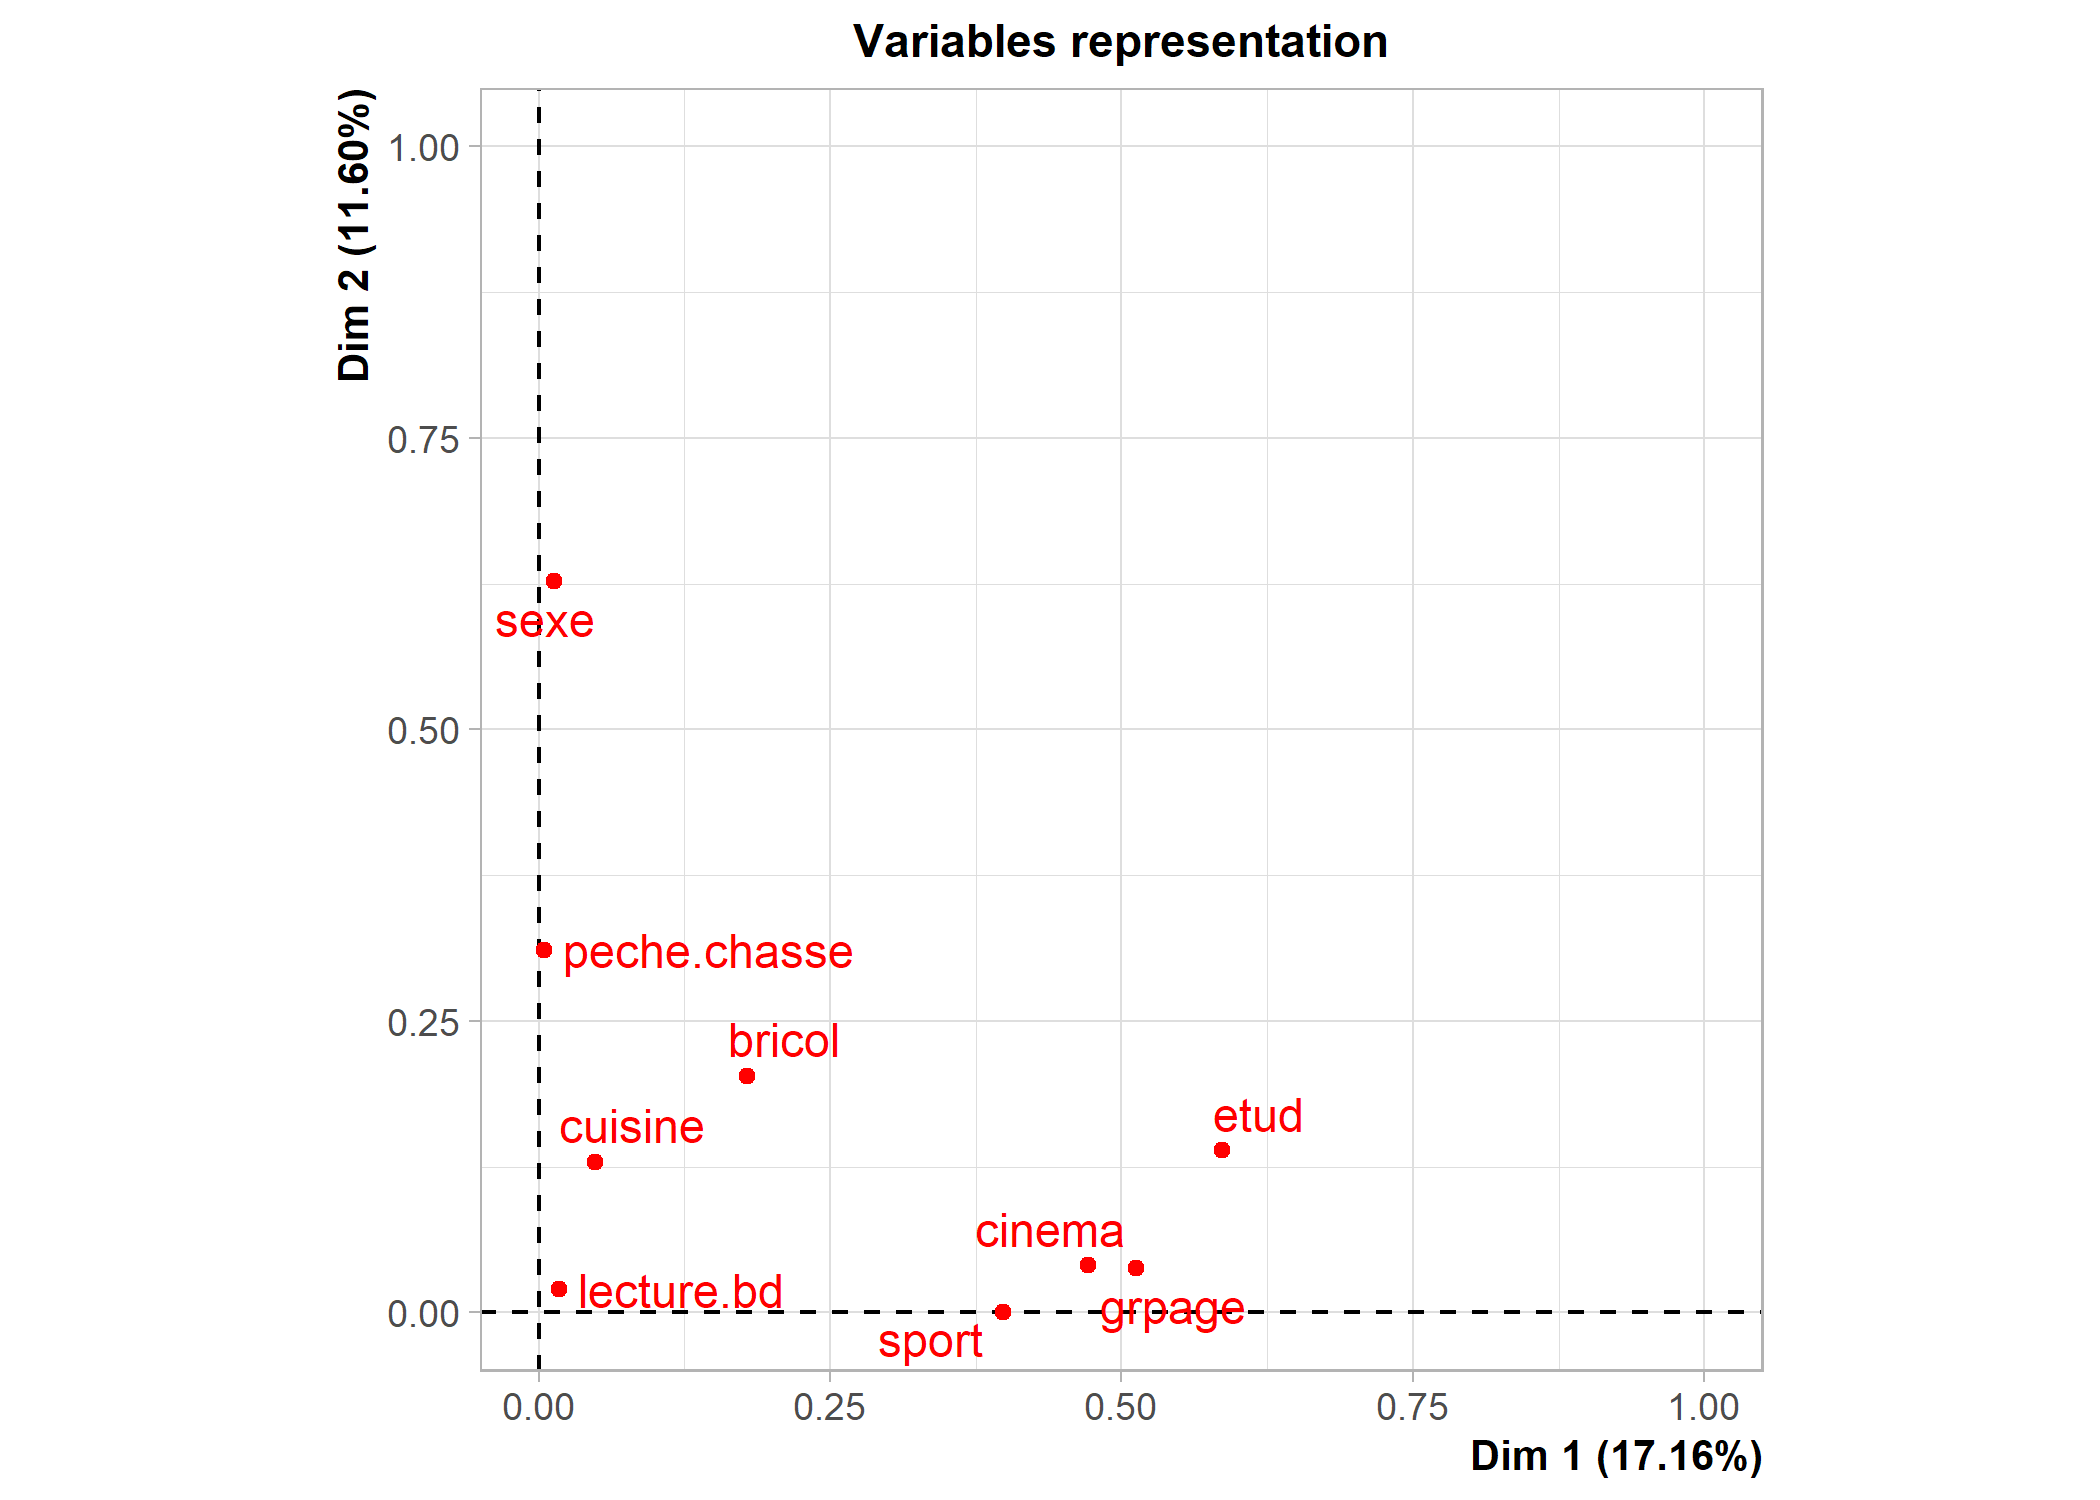 Variables representation
Dim 2 (11.60%)
1.00
0.75
0.50
0.25
0.00
sexe
peche.chasse
bricol
cuisine
etud
cinema
lecture.bd
grpage
sport
0.00 0.25 0.50 0.75 1.00
Dim 1 (17.16%)